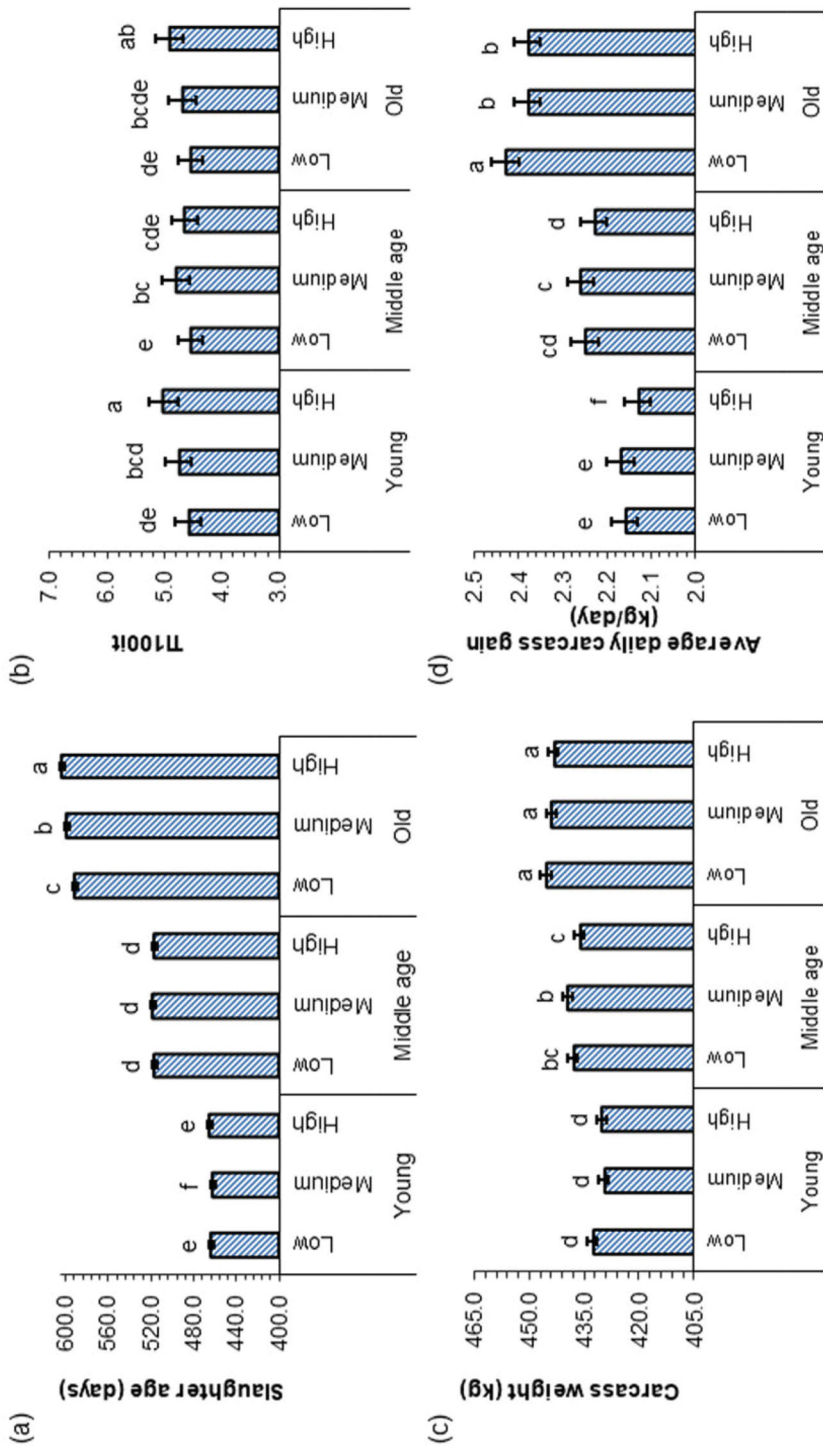 (a)
Slaughter age (days)
600.0
560.0
520.0
480.0
440.0
400.0
e f e d d d c b a
Low Medium High Low Medium High Low Medium High
Young Middle age Old
(b)
TI100it
7.0
6.0
5.0
4.0
3.0
de bcd a e bc cde de bcde ab
Low Medium High Low Medium High Low Medium High
Young Middle age Old
(c)
Carcass weight (kg)
465.0
450.0
435.0
420.0
405.0
d d d bc b c a a a
Low Medium High Low Medium High Low Medium High
Young Middle age Old
(d)
Average daily carcass gain
(kg/day)
2.5
2.4
2.3
2.2
2.1
2.0
e e f cd c d a b b
Low Medium High Low Medium High Low Medium High
Young Middle age Old